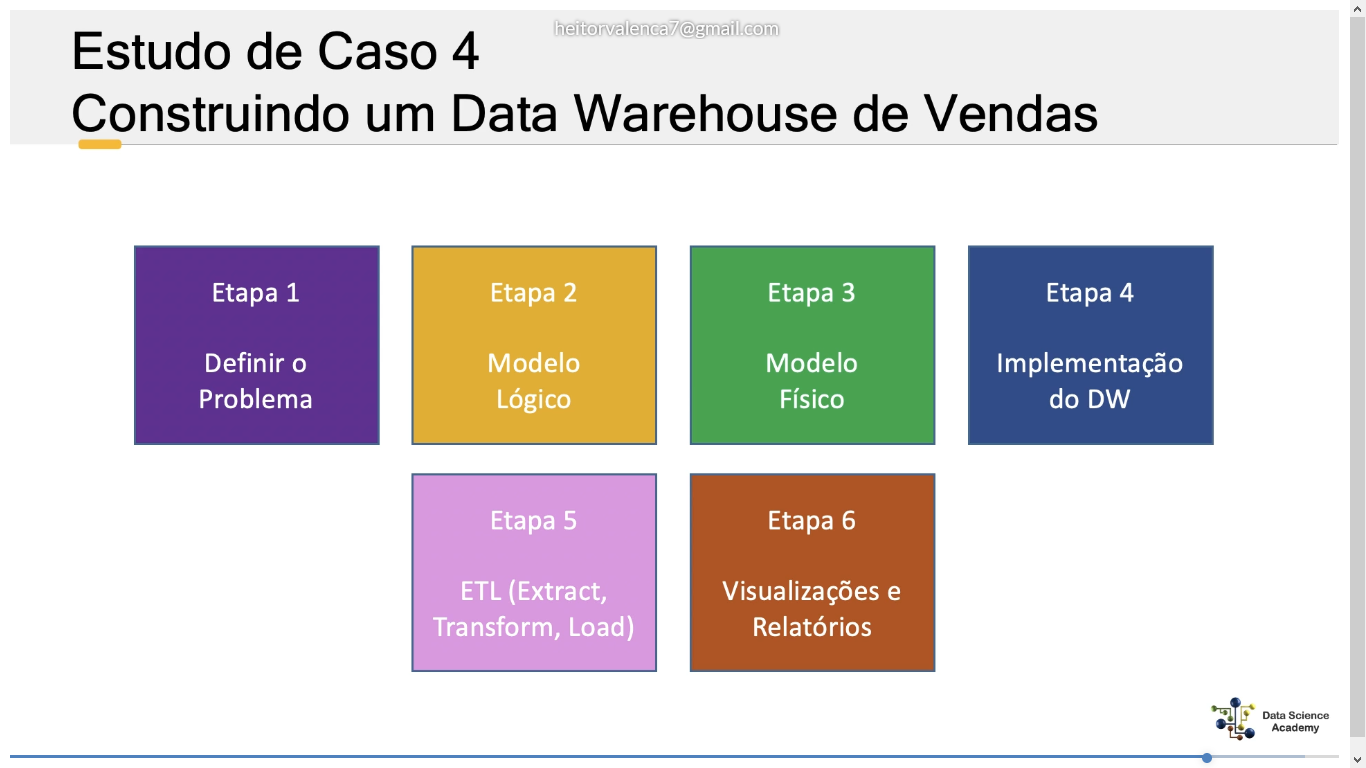 heitorvalenca7@gmail.com
Estudo de Caso 4
Construindo um Data Warehouse de Vendas
Etapa 1
Definir o
Problema
Etapa 2
Modelo
Lógico
Etapa 3
Modelo
Físico
Etapa 4
Implementação
do DW
Etapa 5
ETL (Extract,
Transform, Load)
Etapa 6
Visualizações e
Relatórios
Data Science
Academy